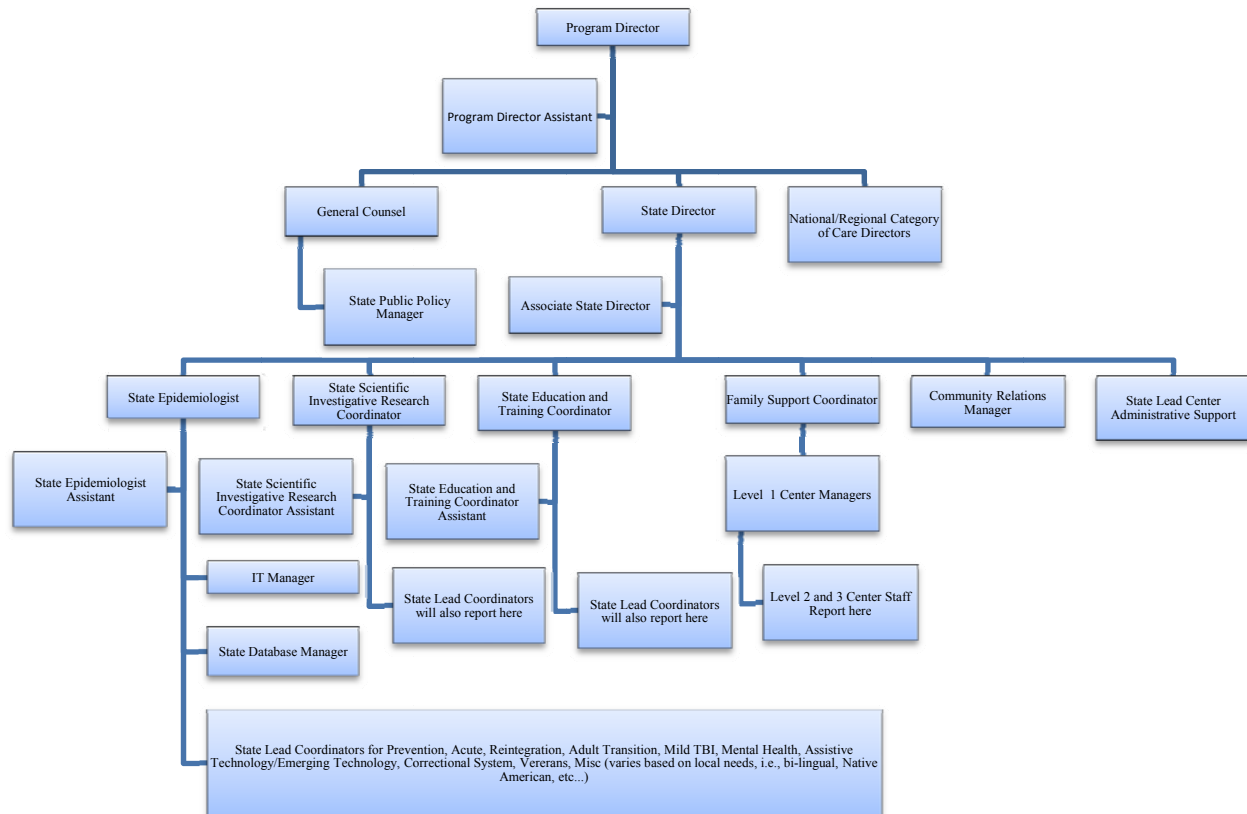 Program Director
Program Director Assistant
General Counsel
State Director
National/Regional Category
of Care Directors
State Public Policy
Manager
Associate State Director
State Epidemiologist
State Scientific
Investigative Research
Coordinator
State Education and
Training Coordinator
Family Support Coordinator
Community Relations
Manager
State Lead Center
Administrative Support
State Epidemiologist
Assistant
State Scientific
Investigative Research
Coordinator Assistant
State Education and
Training Coordinator
Assistant
Level 1 Center Managers
IT Manager
State Lead Coordinators
will also report here
State Lead Coordinators
will also report here
Level 2 and 3 Center Staff
Report here
State Database Manager
State Lead Coordinators for Prevention, Acute, Reintegration, Adult Transition, Mild TBI, Mental Health, Assistive
Technology/Emerging Technology, Correctional System, Vererans, Misc (varies based on local needs, i.e., bi-lingual, Native
American, etc...)